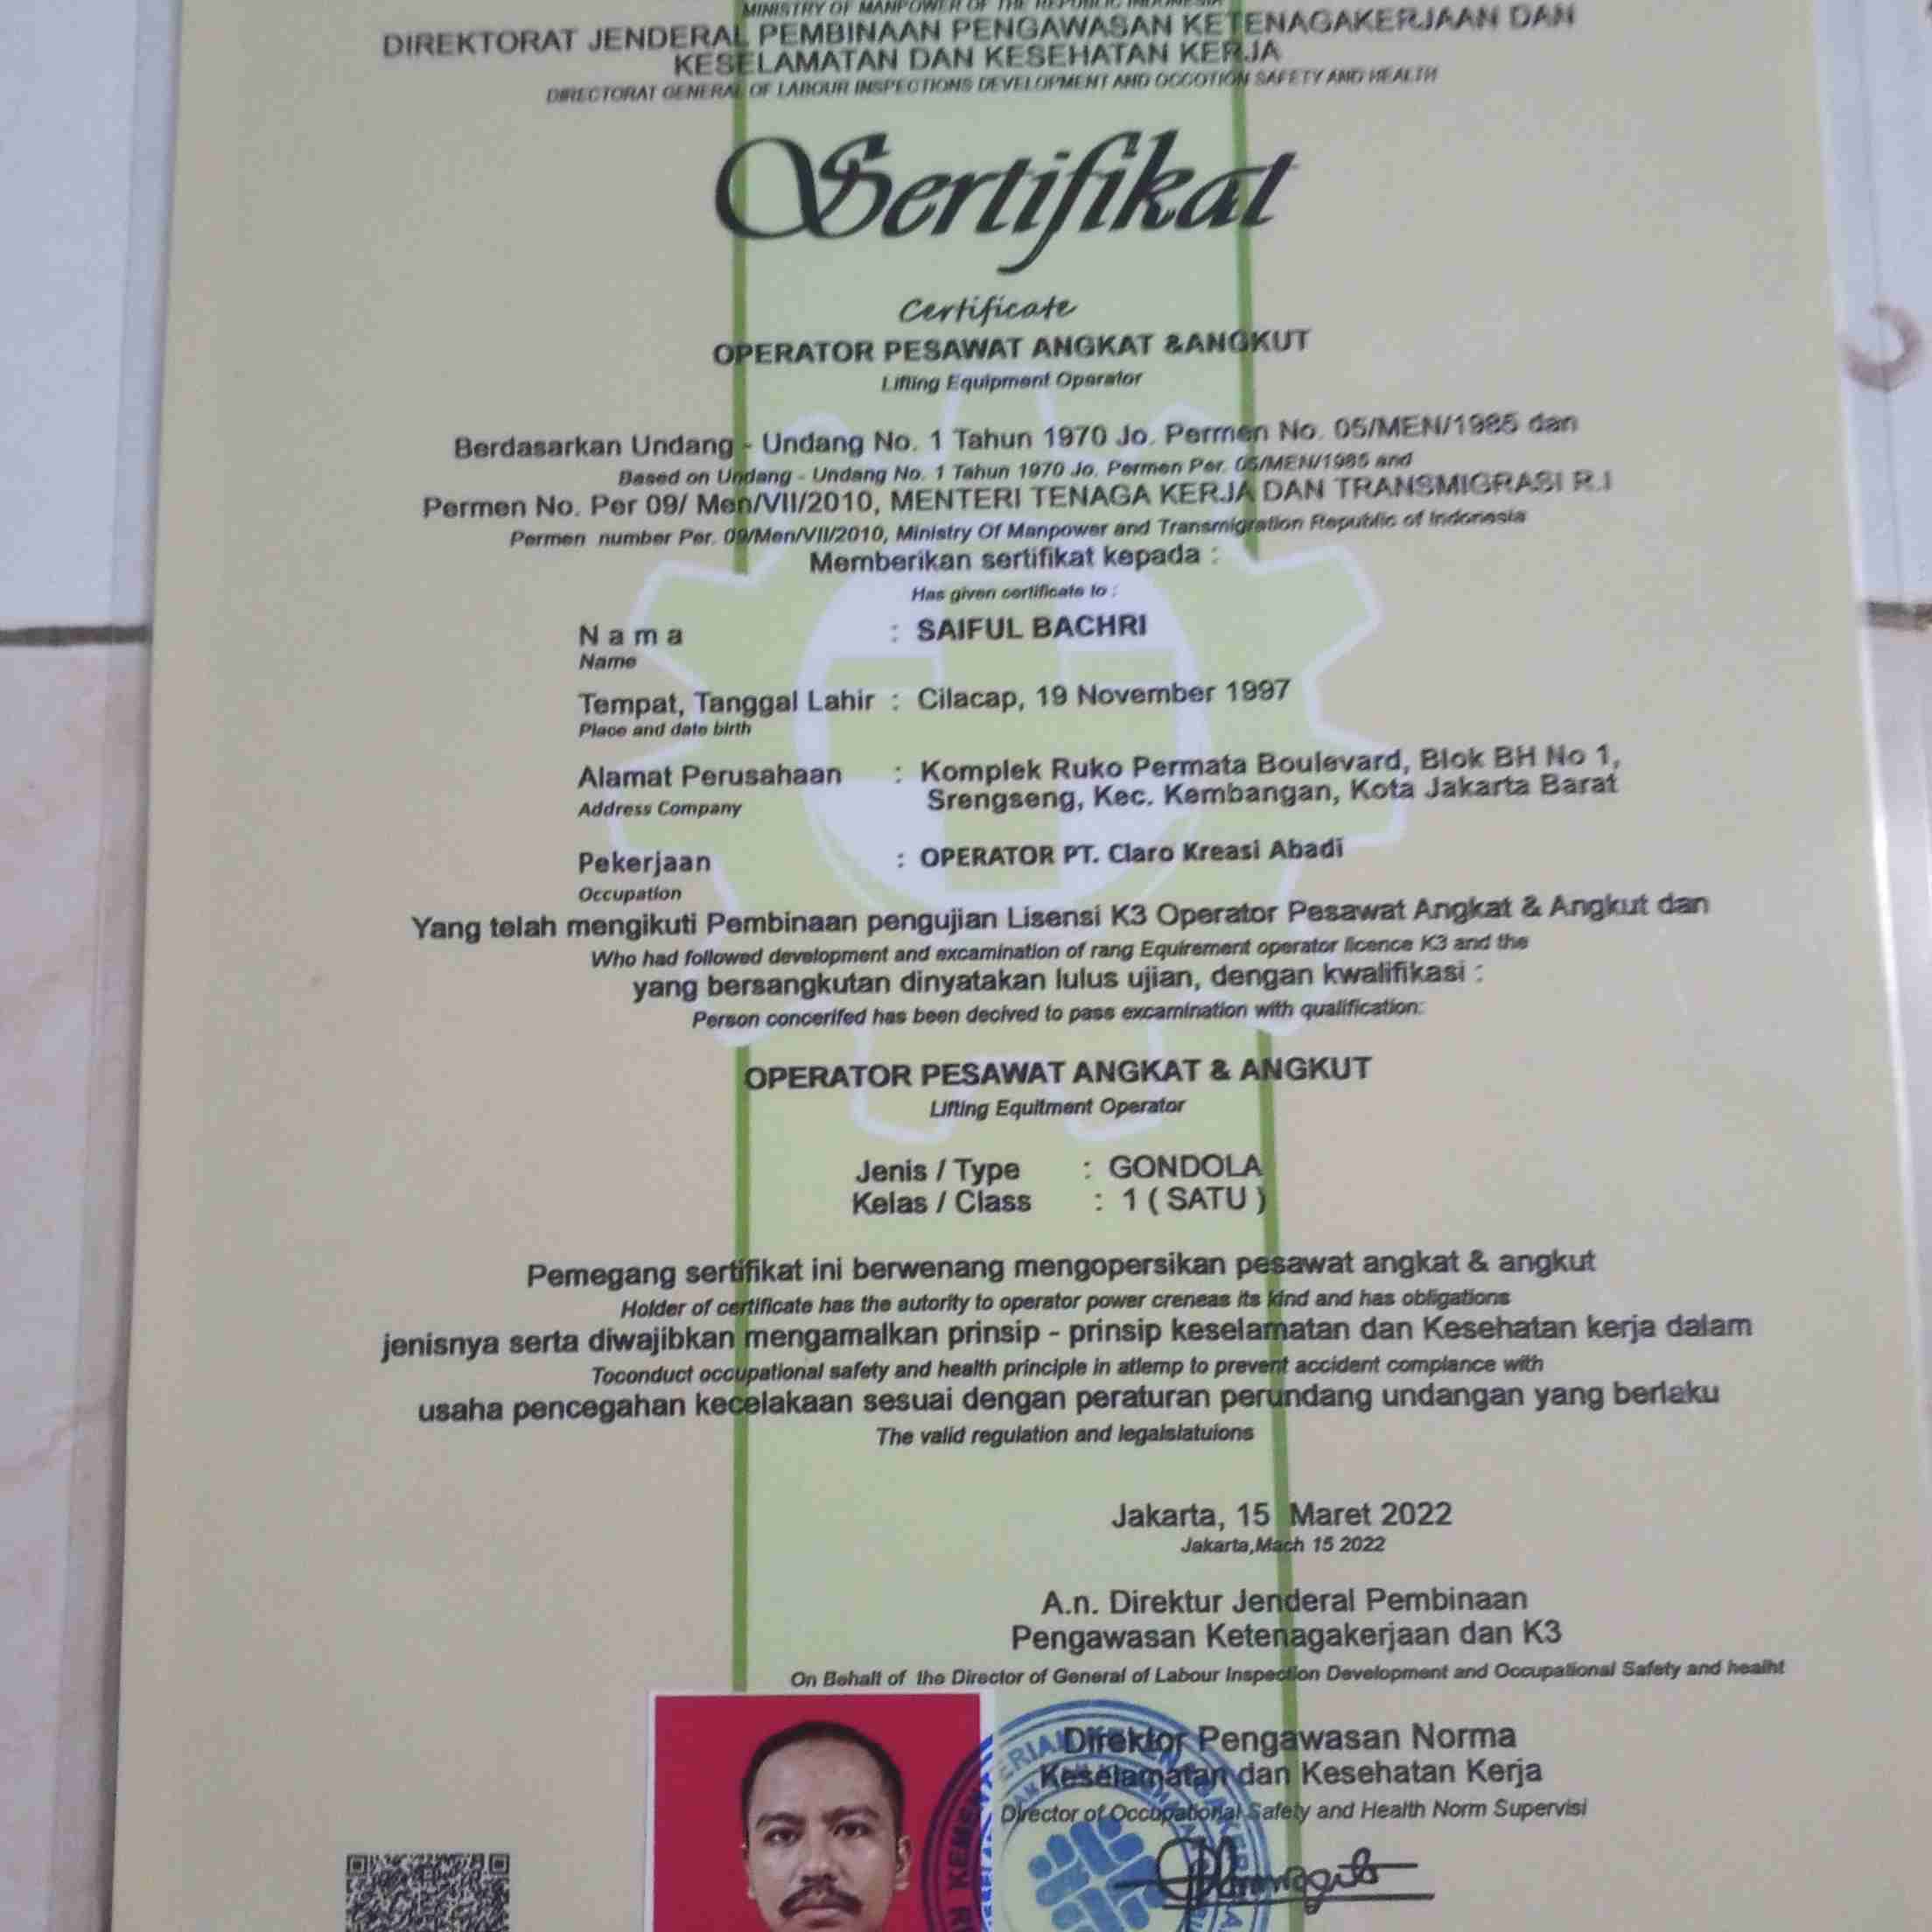 MINISTRY OF MANPOWER OF THE REPUBLIC INDONESIA
DIREKTORAT JENDERAL PEMBINAAN PENGAWASAN KETENAGAKERJAAN DAN
KESELAMATAN DAN KESEHATAN KERJA
DIRECTORAT GENERAL OF LABOUR INSPECTIONS DEVELOPMENT AND OCCOTION SAFETY AND HEALTH
Sertifikat
Certificate
OPERATOR PESAWAT ANGKAT &ANGKUT
Lifting Equipment Operator
Berdasarkan Undang - Undang No. 1 Tahun 1970 Jo. Permen No. 05/MEN/1985 dan
Based on Undang - Undang No. 1 Tahun 1970 Jo. Permen Per. 05/MEN/1985 and
Permen No. Per 09/ Men/VII/2010, MENTERI TENAGA KERJA DAN TRANSMIGRASI R.I
Permen number Per. 09/Men/VII/2010, Ministry Of Manpower and Transmigration Republic of Indonesia
Memberikan sertifikat kepada :
Has given certificate to :
N a m a : SAIFUL BACHRI
Name
Tempat, Tanggal Lahir : Cilacap, 19 November 1997
Place and date birth
Alamat Perusahaan : Komplek Ruko Permata Boulevard, Blok BH No 1,
Address Company Srengseng, Kec. Kembangan, Kota Jakarta Barat
Pekerjaan : OPERATOR PT. Claro Kreasi Abadi
Occupation
Yang telah mengikuti Pembinaan pengujian Lisensi K3 Operator Pesawat Angkat & Angkut dan
Who had followed development and excamination of rang Equirement operator licence K3 and the
yang bersangkutan dinyatakan lulus ujian, dengan kwalifikasi :
Person concerifed has been decived to pass excamination with qualification:
OPERATOR PESAWAT ANGKAT & ANGKUT
Lifting Equitment Operator
Jenis / Type : GONDOLA
Kelas / Class : 1 ( SATU )
Pemegang sertifikat ini berwenang mengopersikan pesawat angkat & angkut
Holder of certificate has the autority to operator power creneas its kind and has obligations
jenisnya serta diwajibkan mengamalkan prinsip - prinsip keselamatan dan Kesehatan kerja dalam
Toconduct occupational safety and health principle in atlemp to prevent accident complance with
usaha pencegahan kecelakaan sesuai dengan peraturan perundang undangan yang berlaku
The valid regulation and legalslatuions
Jakarta, 15 Maret 2022
Jakarta,Mach 15 2022
A.n. Direktur Jenderal Pembinaan
Pengawasan Ketenagakerjaan dan K3
On Behalt of the Director of General of Labour Inspection Development and Occupational Safety and healht
Direktor Pengawasan Norma
Keselamatan dan Kesehatan Kerja
Director of Occupational Safety and Health Norm Supervisi